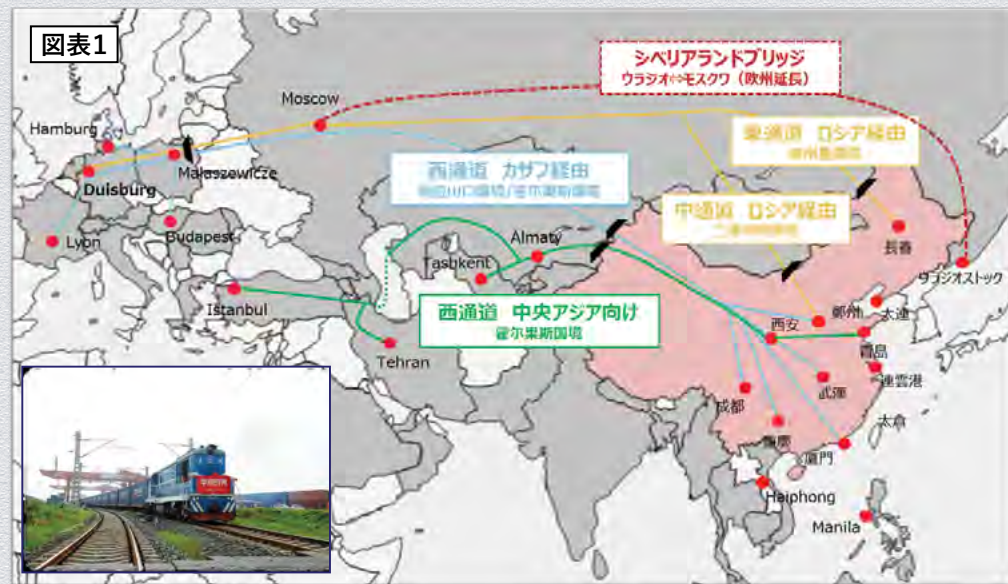 図表1
シベリアランドブリッジ
ウラジオ⇔モスクワ（欧州延長）
Moscow
Hamburg
東通道 ロシア経由
西通道 カザフ経由
Małaszewicze
Duisburg
中通道 ロシア経由
Lyon
Budapest
Almaty
長春
Tashkent
ウラジオストック
Istanbul
西通道 中央アジア向け
霍尔果斯国境
鄭州
大連
西安
青島
Tehran
連雲港
武漢
成都
太倉
重慶
厦門
Haiphong
Manila